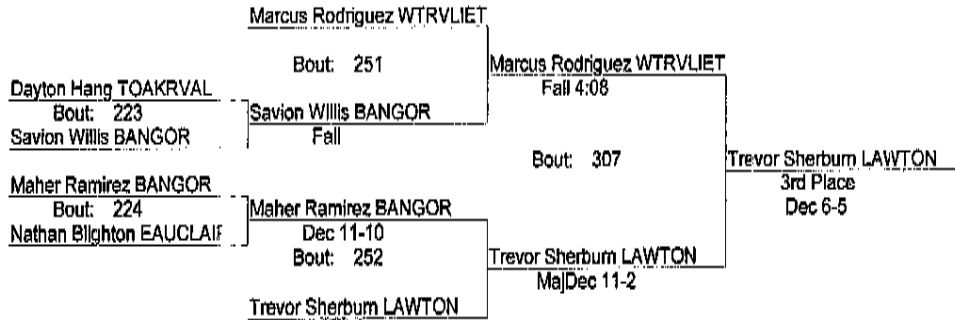 Marcus Rodriguez WTRVLIET
Bout: 251
Marcus Rodriguez WTRVLIET
Fall 4:08
Dayton Hang TOAKRVAL
Bout: 223
Savion Willis BANGOR
Savion Willis BANGOR
Fall
Bout: 307
Trevor Sherburn LAWTON
3rd Place
Dec 6-5
Maher Ramirez BANGOR
Bout: 224
Nathan Blighton EAUCLAIF
Maher Ramirez BANGOR
Dec 11-10
Bout: 252
Trevor Sherburn LAWTON
MajDec 11-2
Trevor Sherburn LAWTON